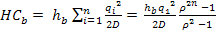 HC_b = h_b ∑_{i=1}^{n} q_i^2 / 2D = h_b q_1^2 / 2D · ρ^{2n} − 1 / ρ^2 − 1